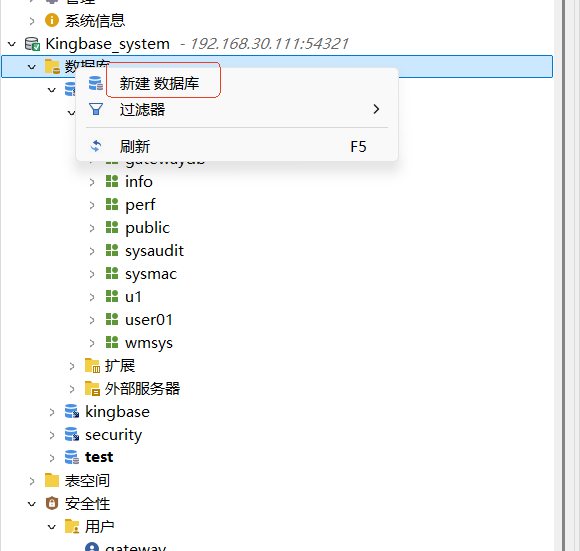 系统信息
Kingbase_system - 192.168.30.111:54321
数据库
新建 数据库
过滤器
刷新 F5
gatewaydb
info
perf
public
sysaudit
sysmac
u1
user01
wmsys
扩展
外部服务器
kingbase
security
test
表空间
安全性
用户
gateway